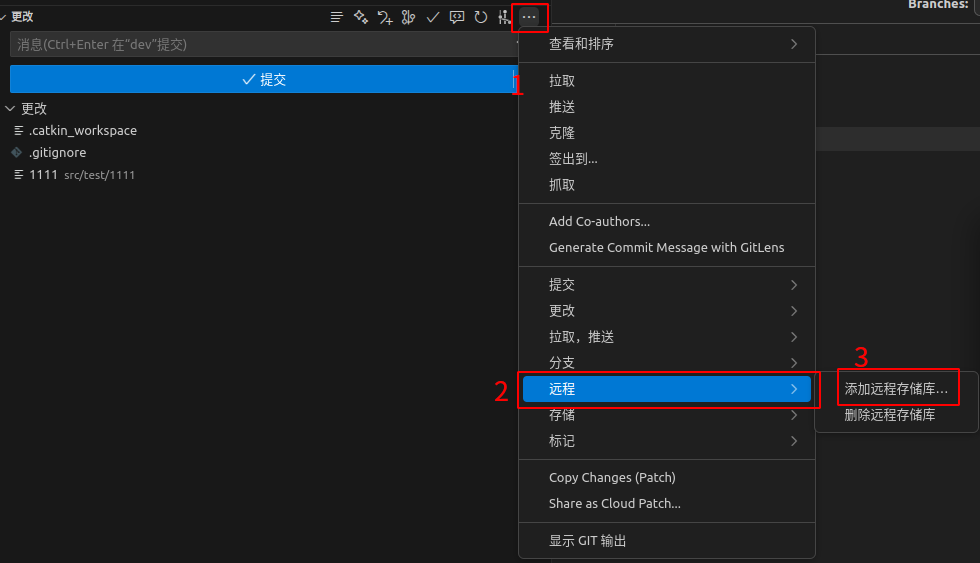 更改
Branches:
消息(Ctrl+Enter 在"dev"提交)
提交
1
更改
.catkin_workspace
.gitignore
1111 src/test/1111
查看和排序
拉取
推送
克隆
签出到...
抓取
Add Co-authors...
Generate Commit Message with GitLens
提交
更改
拉取，推送
分支
2
远程
存储
标记
Copy Changes (Patch)
Share as Cloud Patch...
显示 GIT 输出
3
添加远程存储库...
删除远程存储库